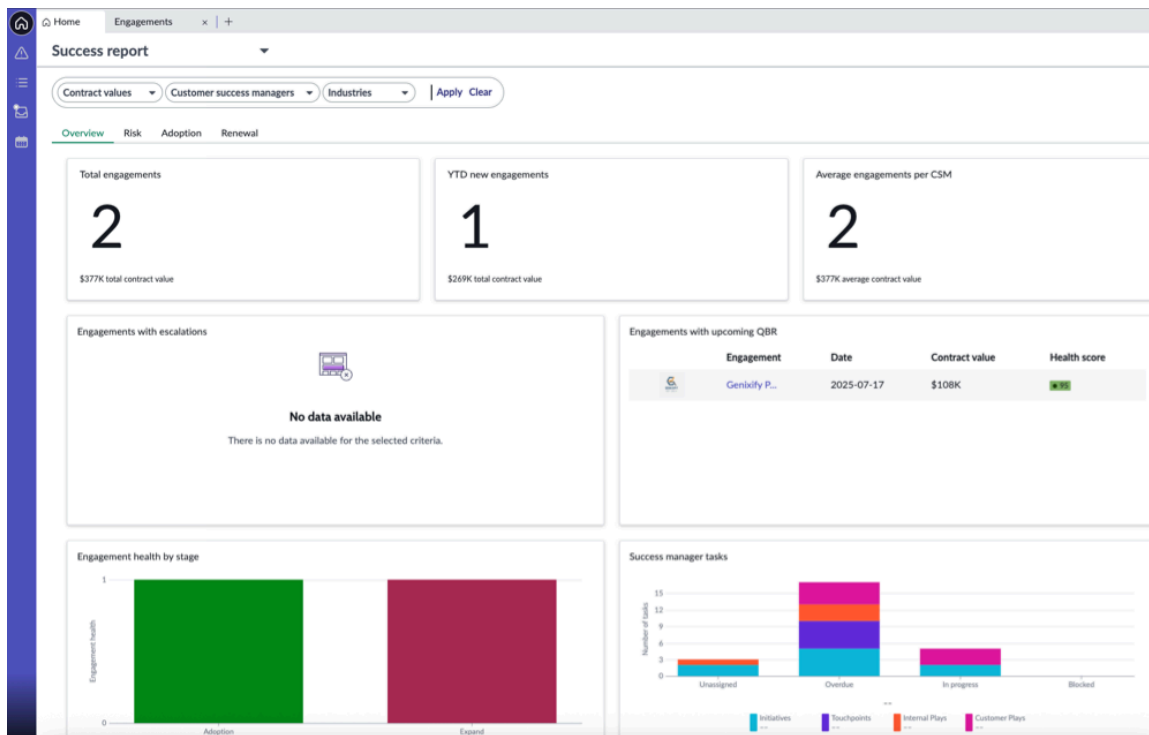 Home
Engagements × +
Success report
Contract values Customer success managers Industries Apply Clear
Overview Risk Adoption Renewal
Total engagements
2
$377K total contract value
YTD new engagements
1
$269K total contract value
Average engagements per CSM
2
$377K average contract value
Engagements with escalations
No data available
There is no data available for the selected criteria.
Engagements with upcoming QBR
Engagement Date Contract value Health score
Genixify P... 2025-07-17 $108K 95
Engagement health by stage
Engagement health
1
0
Adoption Expand
Success manager tasks
Number of tasks
15
12
9
6
3
0
Unassigned Overdue In progress Blocked
--
Initiatives Touchpoints Internal Plays Customer Plays
-- -- -- --